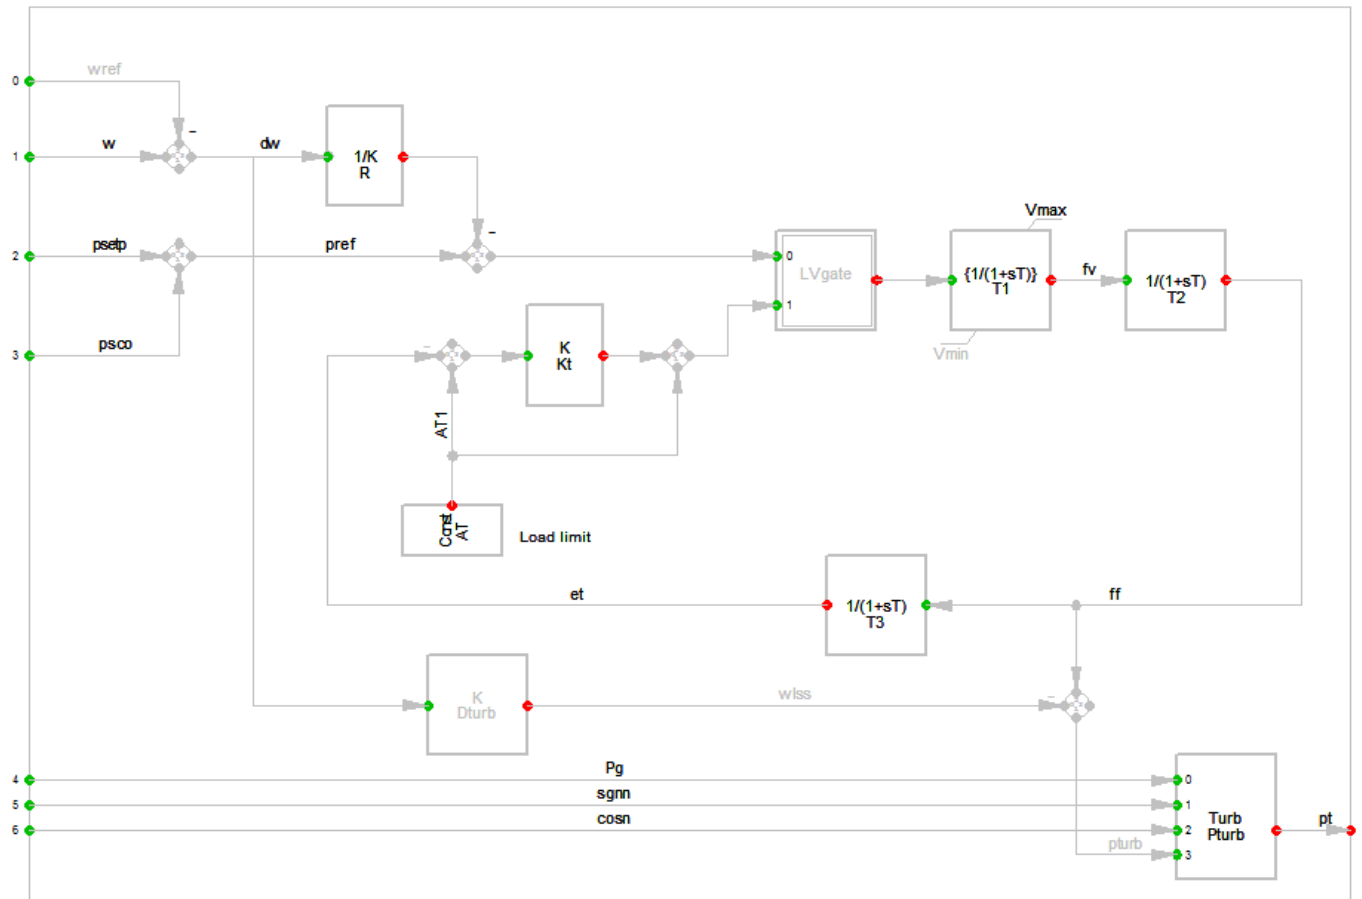 wref
0
w
dw
1
1/K
R
Vmax
psetp
pref
2
0
LVgate
{1/(1+sT)}
T1
fv
1/(1+sT)
T2
1
psco
3
K
Kt
Vmin
AT1
Const
AT
Load limit
et
1/(1+sT)
T3
ff
K
Dturb
wlss
Pg
4
0
sgnn
5
1
cosn
6
2
Turb
Pturb
pt
pturb
3